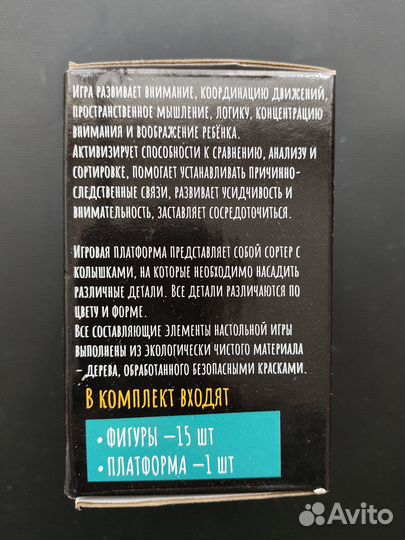 Игра развивает внимание, координацию движений,
пространственное мышление, логику, концентрацию
внимания и воображение ребёнка.
Активизирует способности к сравнению, анализу и
сортировке, помогает устанавливать причинно-
следственные связи, развивает усидчивость и
внимательность, заставляет сосредоточиться.
Игровая платформа представляет собой сортер с
колышками, на которые необходимо насадить
различные детали. Все детали различаются по
цвету и форме.
Все составляющие элементы настольной игры
выполнены из экологически чистого материала
– дерева, обработанного безопасными красками.
В КОМПЛЕКТ ВХОДЯТ
• ФИГУРЫ –15 ШТ
• ПЛАТФОРМА –1 ШТ
Avito